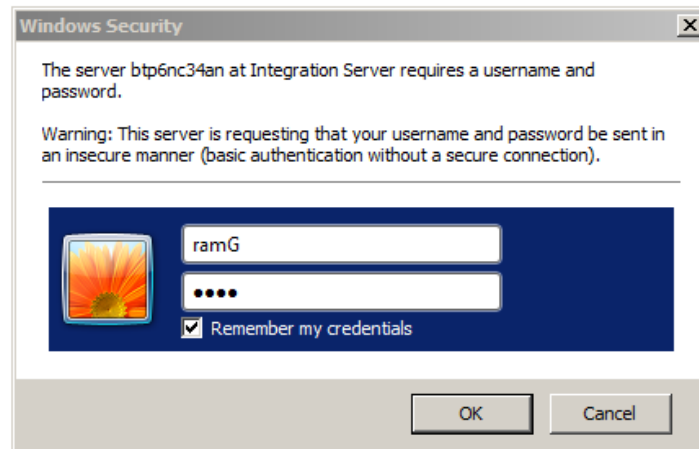 Windows Security
The server btp6nc34an at Integration Server requires a username and
password.
Warning: This server is requesting that your username and password be sent in
an insecure manner (basic authentication without a secure connection).
ramG
●●●●
Remember my credentials
OK
Cancel